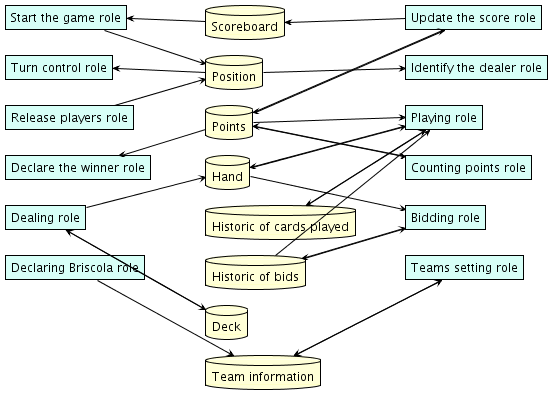 Start the game role
Scoreboard
Update the score role
Turn control role
Position
Identify the dealer role
Release players role
Points
Playing role
Declare the winner role
Hand
Counting points role
Dealing role
Historic of cards played
Bidding role
Declaring Briscola role
Historic of bids
Teams setting role
Deck
Team information